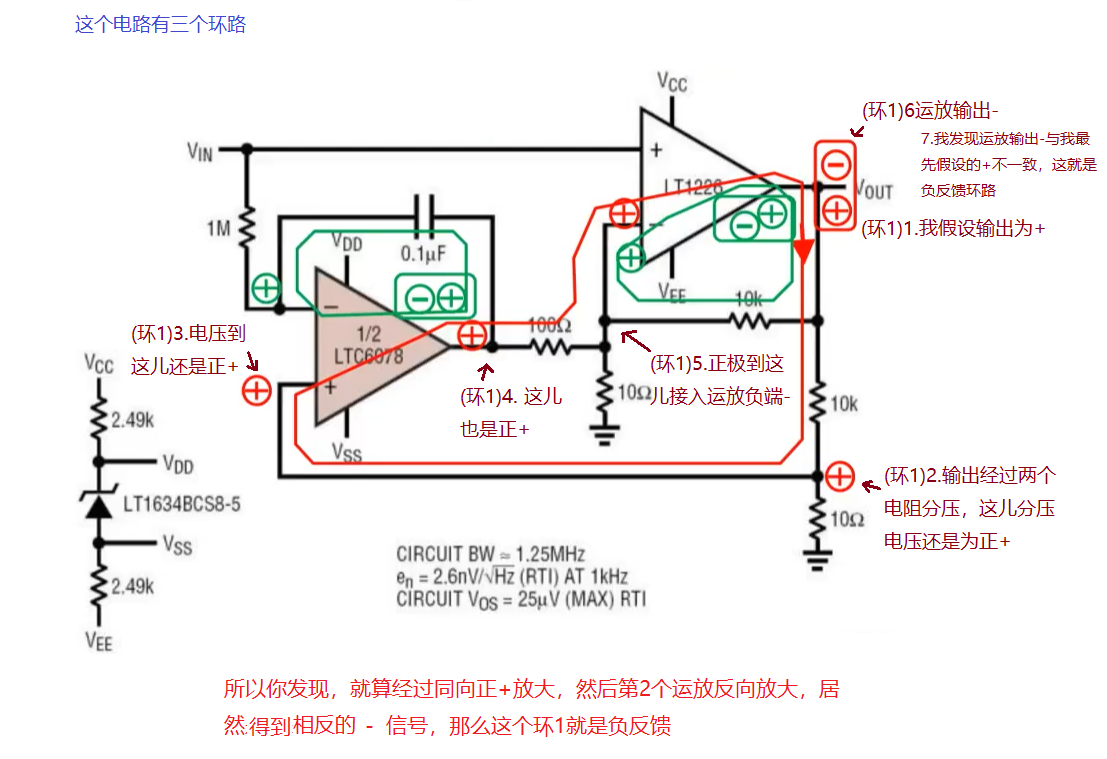 这个电路有三个环路
VCC
(环1)6运放输出-
7.我发现运放输出-与我最
先假设的+不一致，这就是
负反馈环路
VIN
+
LT1226
VOUT
(环1)1.我假设输出为+
1M
VDD
0.1μF
-
VEE
10k
(环1)3.电压到
这儿还是正+
1/2
LTC6078
100Ω
(环1)5.正极到这
儿接入运放负端-
VCC
+
10Ω
(环1)4. 这儿
也是正+
10k
2.49k
VSS
VDD
(环1)2.输出经过两个
电阻分压，这儿分压
电压还是为正+
LT1634BCS8-5
10Ω
VSS
CIRCUIT BW ≃ 1.25MHz
en = 2.6nV/√Hz (RTI) AT 1kHz
CIRCUIT VOS = 25μV (MAX) RTI
2.49k
VEE
所以你发现，就算经过同向正+放大，然后第2个运放反向放大，居
然得到相反的 - 信号，那么这个环1就是负反馈